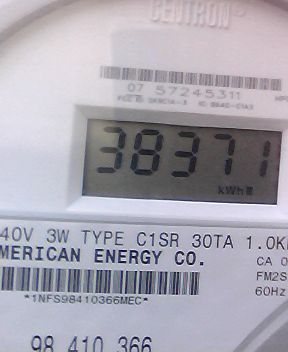 CENTRON®
07 57245311
38371
kWh
40V 3W TYPE C1SR 30TA 1.0K
MERICAN ENERGY CO.
CA 0
*1NFS98410366MEC*
FM2S
60Hz
98 410 366